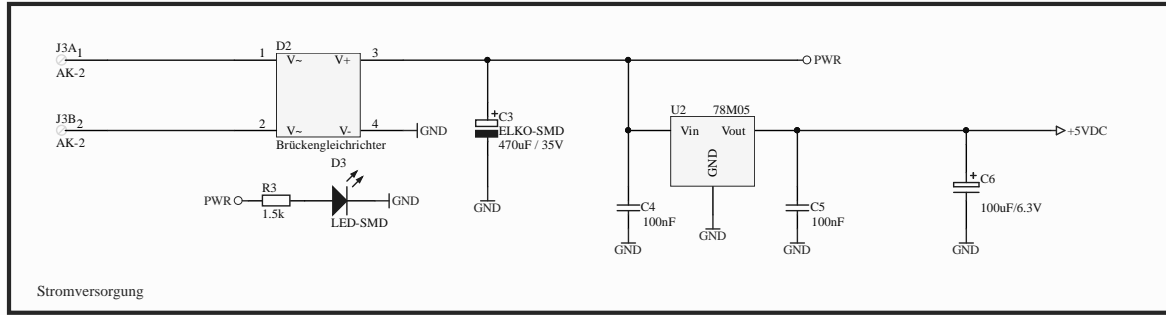 J3A 1
AK-2
J3B 2
AK-2
D2
1 V~ V+ 3
2 V~ V- 4
GND
Brückengleichrichter
D3
PWR
R3
1.5k
LED-SMD
GND
+
C3
ELKO-SMD
470uF / 35V
GND
PWR
U2 78M05
Vin Vout
GND
GND
C4
100nF
GND
C5
100nF
GND
+5VDC
+
C6
100uF/6.3V
GND
Stromversorgung